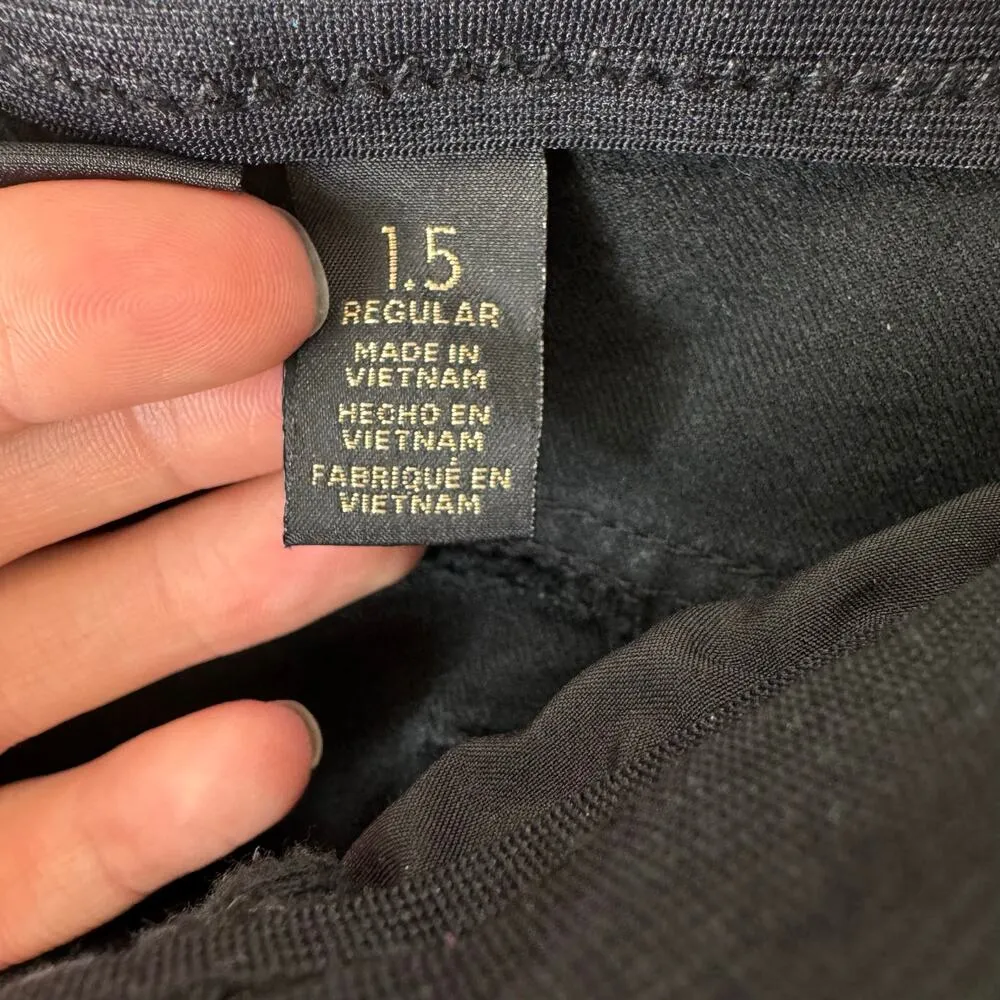 1.5
REGULAR
MADE IN
VIETNAM
HECHO EN
VIETNAM
FABRIQUÉ EN
VIETNAM